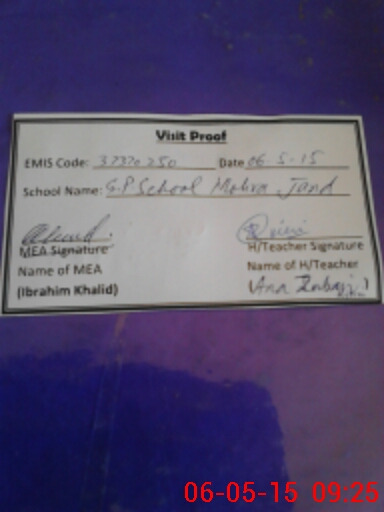 Visit Proof
EMIS Code: 37370250 Date 06-5-15
School Name: G.P School Mohra Jand
MEA Signature H/Teacher Signature
Name of MEA Name of H/Teacher
(Ibrahim Khalid)
06-05-15 09:25